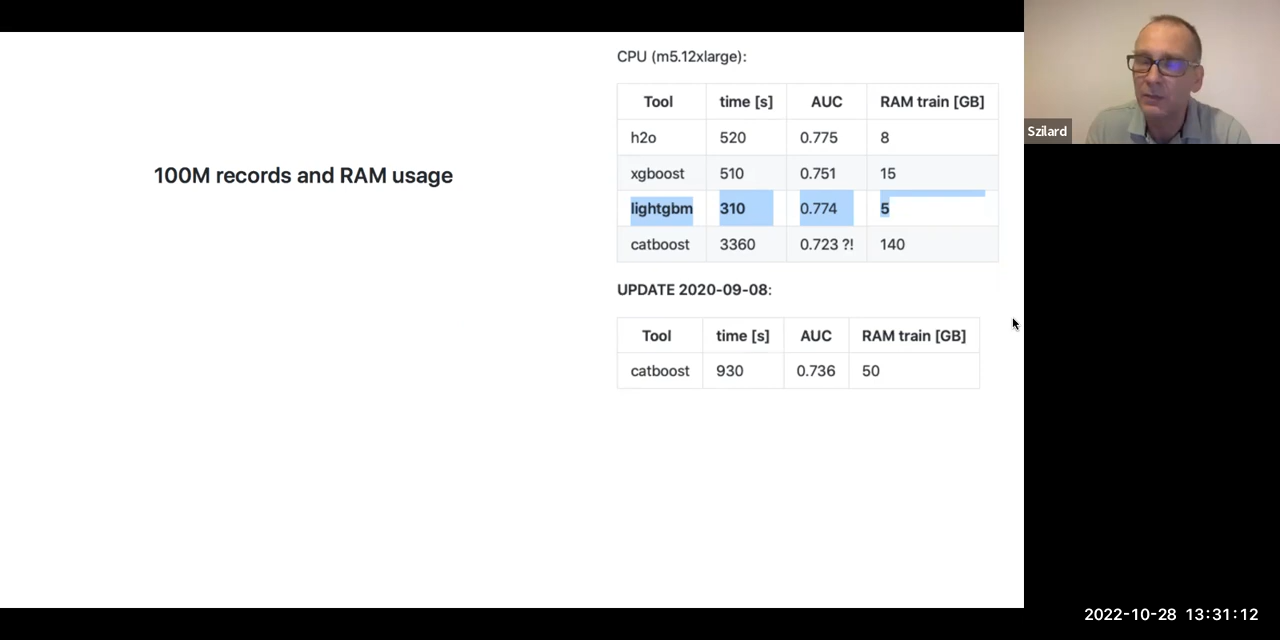 100M records and RAM usage
CPU (m5.12xlarge):
Tool time [s] AUC RAM train [GB]
h2o 520 0.775 8
xgboost 510 0.751 15
lightgbm 310 0.774 5
catboost 3360 0.723 ?! 140
UPDATE 2020-09-08:
Tool time [s] AUC RAM train [GB]
catboost 930 0.736 50
Szilard
2022-10-28 13:31:12